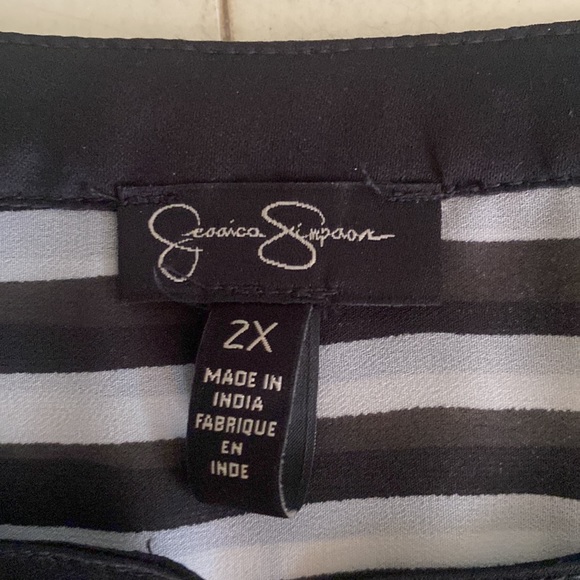 Jessica Simpson
2X
MADE IN
INDIA
FABRIQUE
EN
INDE